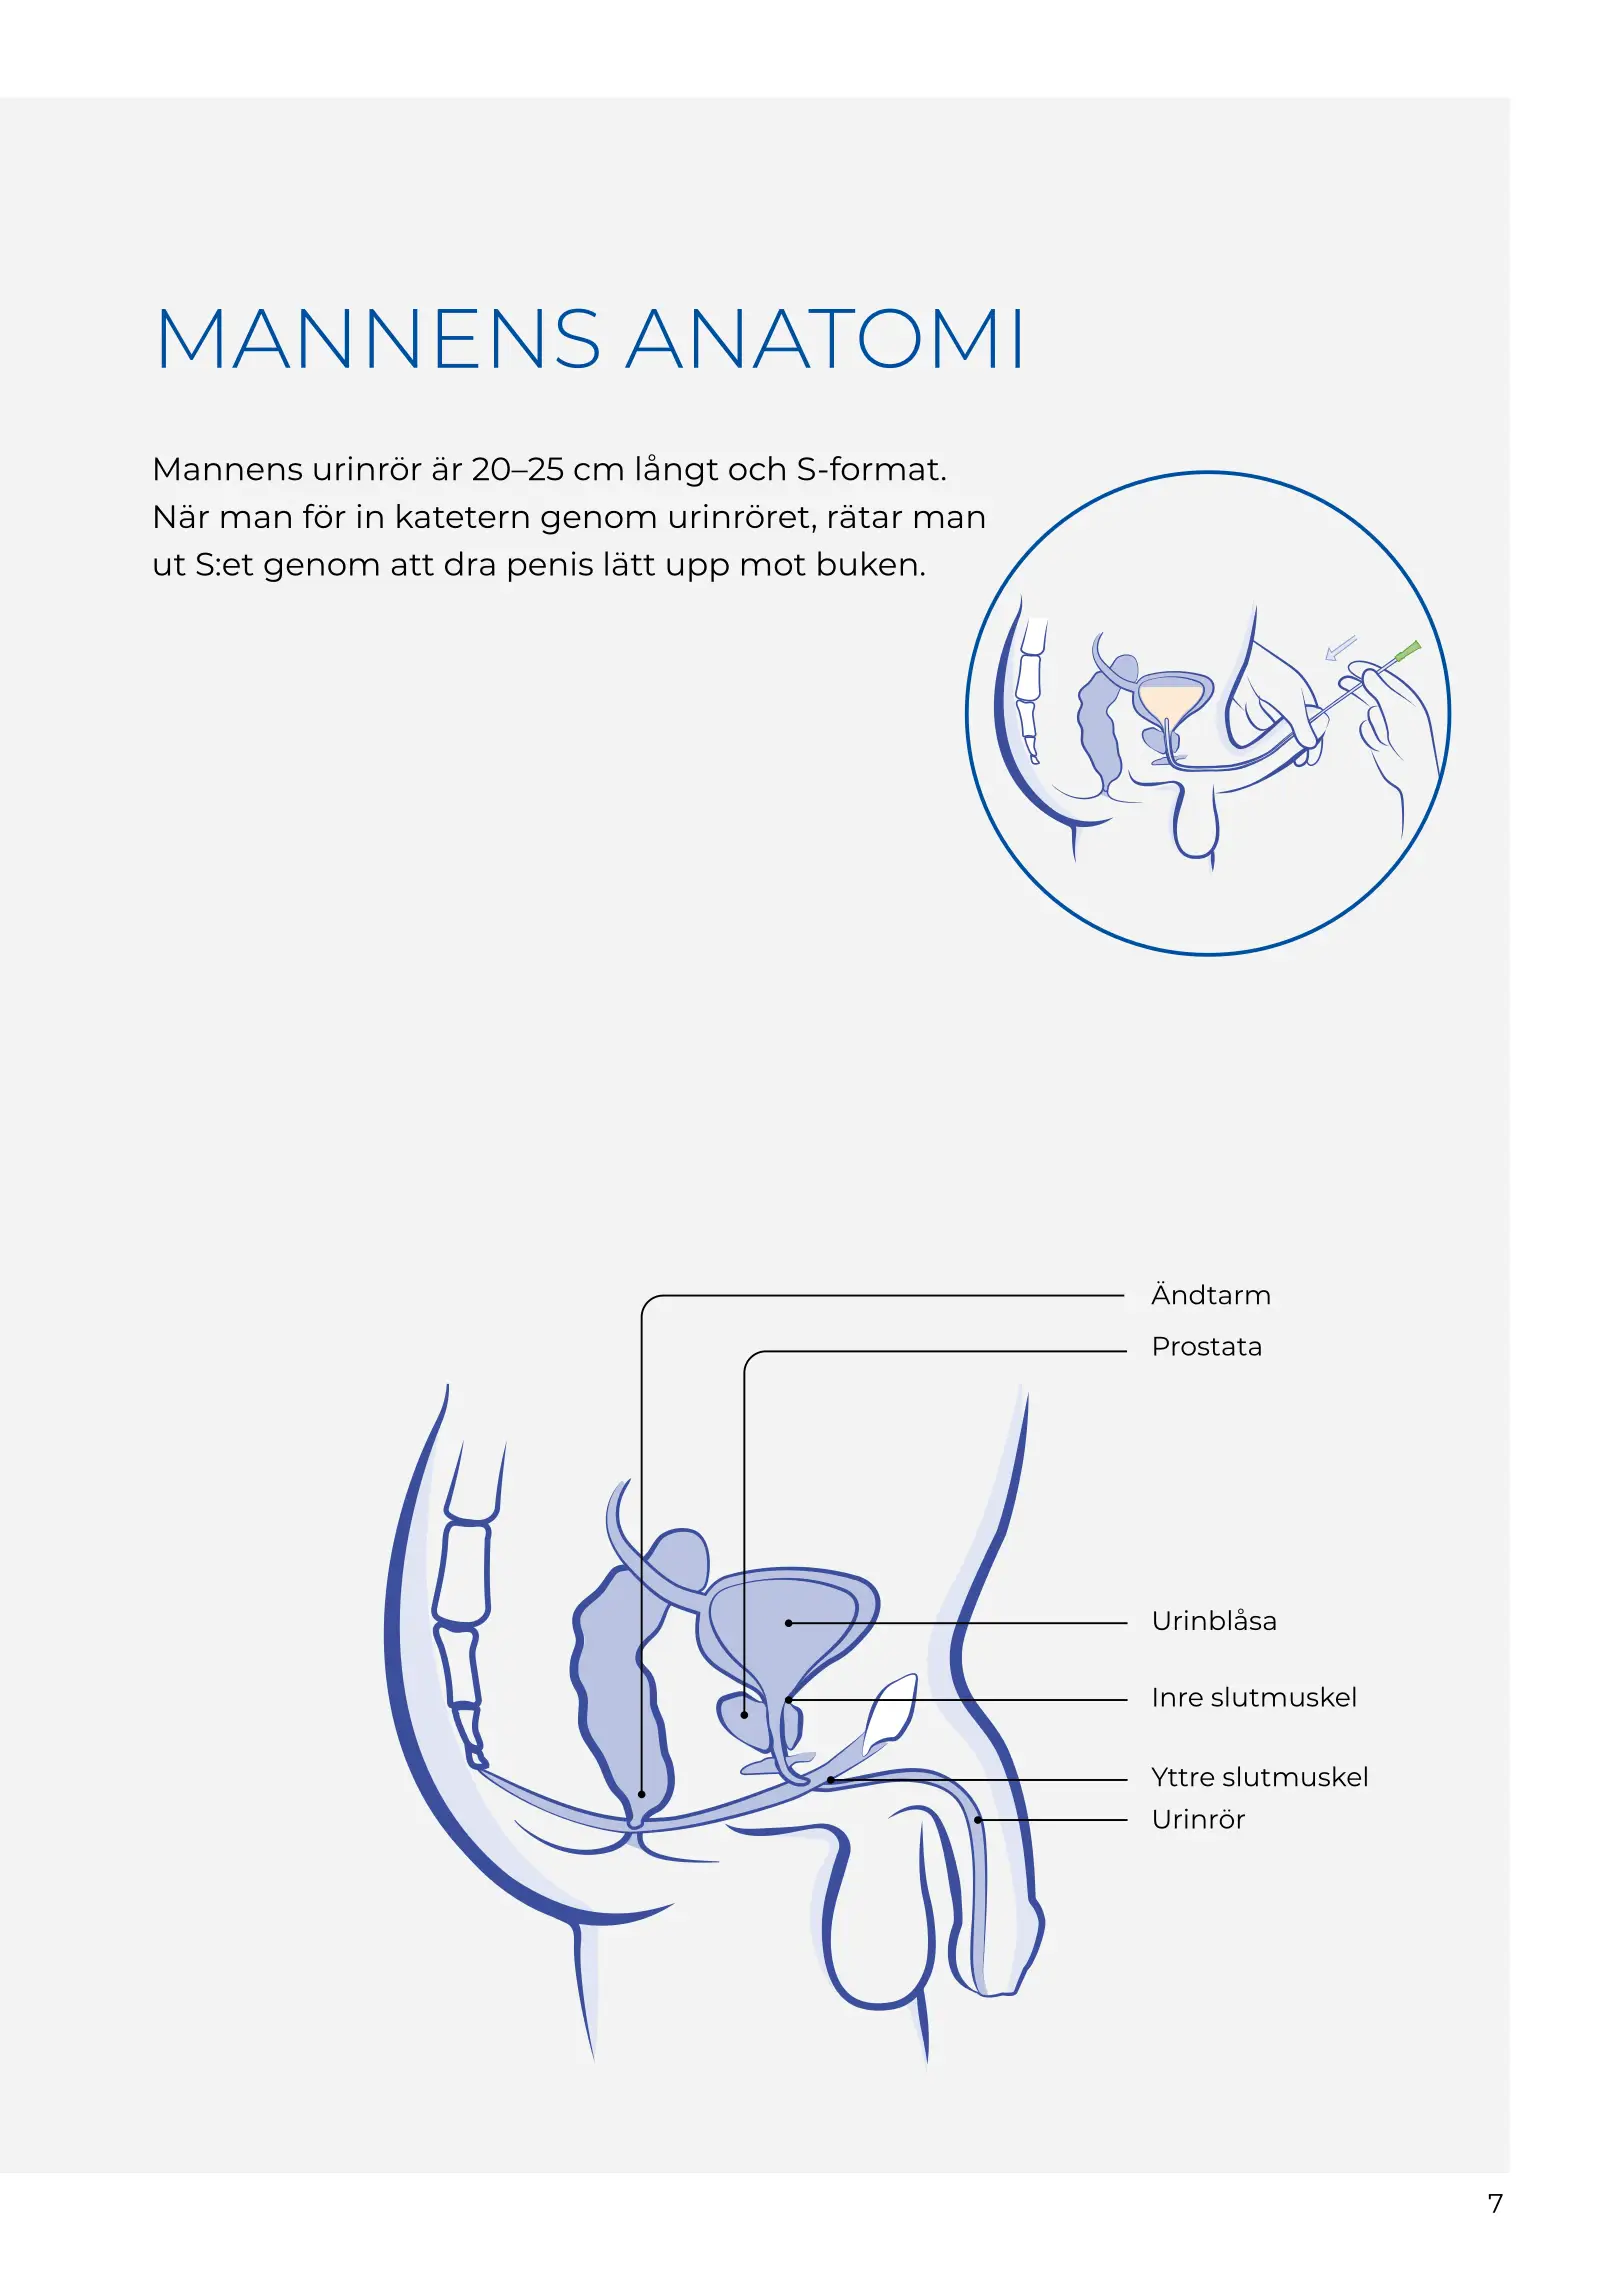 MANNENS ANATOMI
Mannens urinrör är 20–25 cm långt och S-format.
När man för in katetern genom urinröret, rätar man
ut S:et genom att dra penis lätt upp mot buken.
Ändtarm
Prostata
Urinblåsa
Inre slutmuskel
Yttre slutmuskel
Urinrör
7